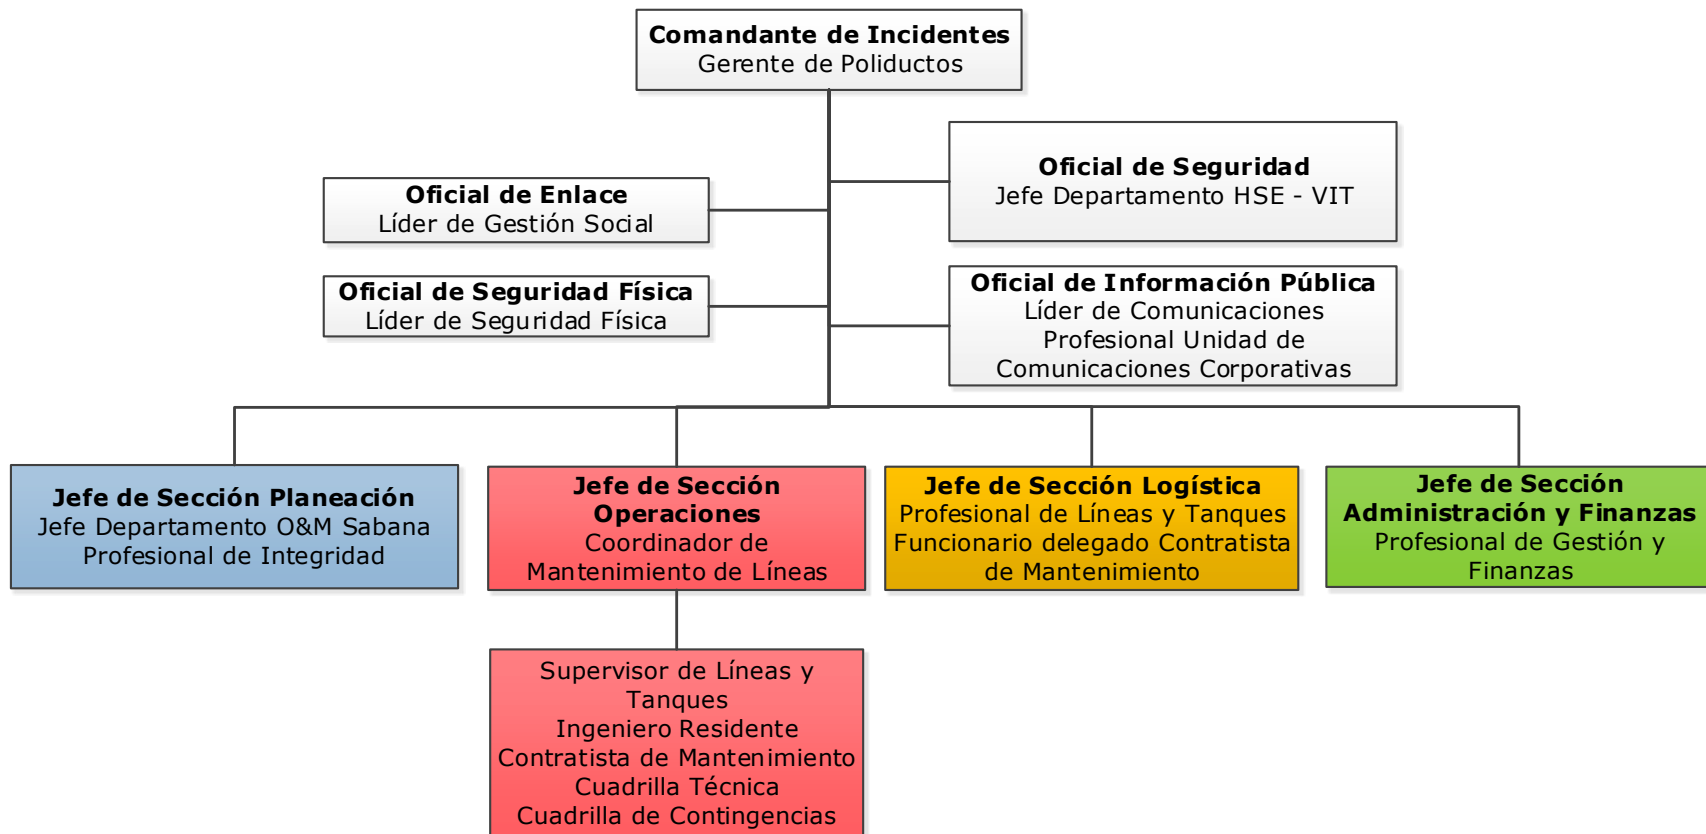 Comandante de Incidentes
Gerente de Poliductos
Oficial de Seguridad
Jefe Departamento HSE - VIT
Oficial de Enlace
Líder de Gestión Social
Oficial de Seguridad Física
Líder de Seguridad Física
Oficial de Información Pública
Líder de Comunicaciones
Profesional Unidad de
Comunicaciones Corporativas
Jefe de Sección Planeación
Jefe Departamento O&M Sabana
Profesional de Integridad
Jefe de Sección
Operaciones
Coordinador de
Mantenimiento de Líneas
Jefe de Sección Logística
Profesional de Líneas y Tanques
Funcionario delegado Contratista
de Mantenimiento
Jefe de Sección
Administración y Finanzas
Profesional de Gestión y
Finanzas
Supervisor de Líneas y
Tanques
Ingeniero Residente
Contratista de Mantenimiento
Cuadrilla Técnica
Cuadrilla de Contingencias